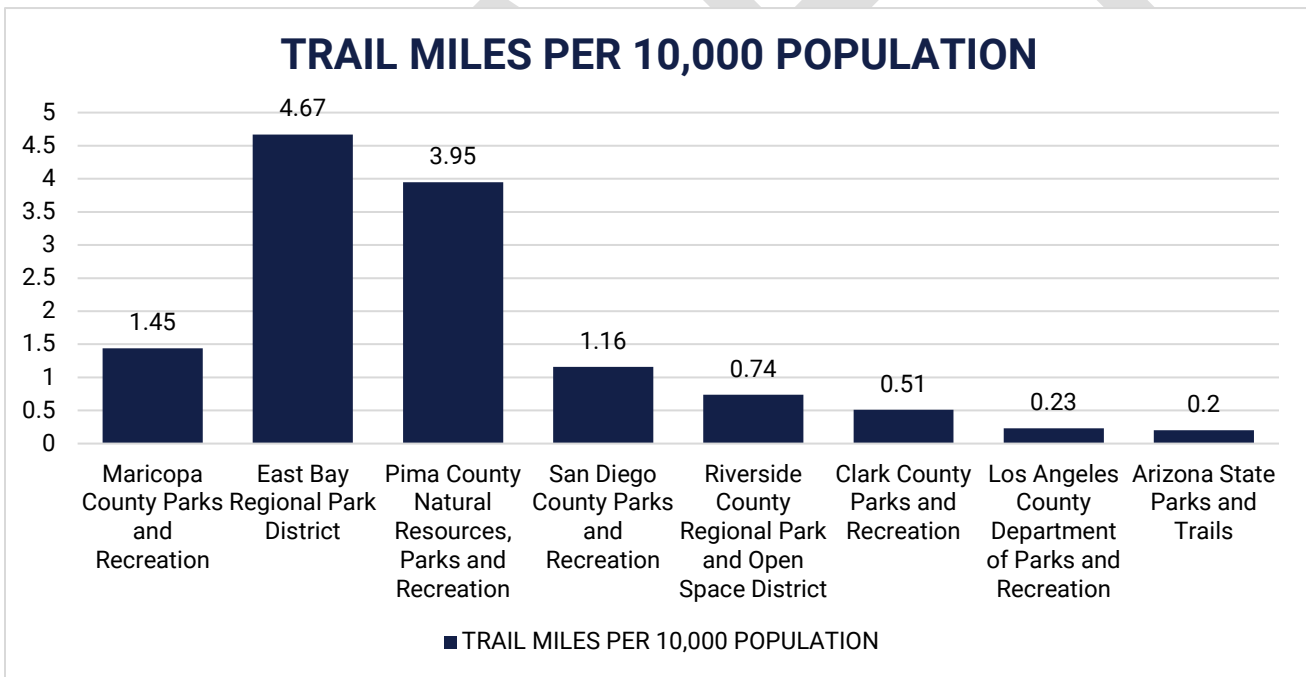 TRAIL MILES PER 10,000 POPULATION
5
4.5
4
3.5
3
2.5
2
1.5
1
0.5
0
1.45
4.67
3.95
1.16
0.74
0.51
0.23
0.2
Maricopa
County Parks
and
Recreation
East Bay
Regional Park
District
Pima County
Natural
Resources,
Parks and
Recreation
San Diego
County Parks
and
Recreation
Riverside
County
Regional Park
and Open
Space District
Clark County
Parks and
Recreation
Los Angeles
County
Department
of Parks and
Recreation
Arizona State
Parks and
Trails
TRAIL MILES PER 10,000 POPULATION